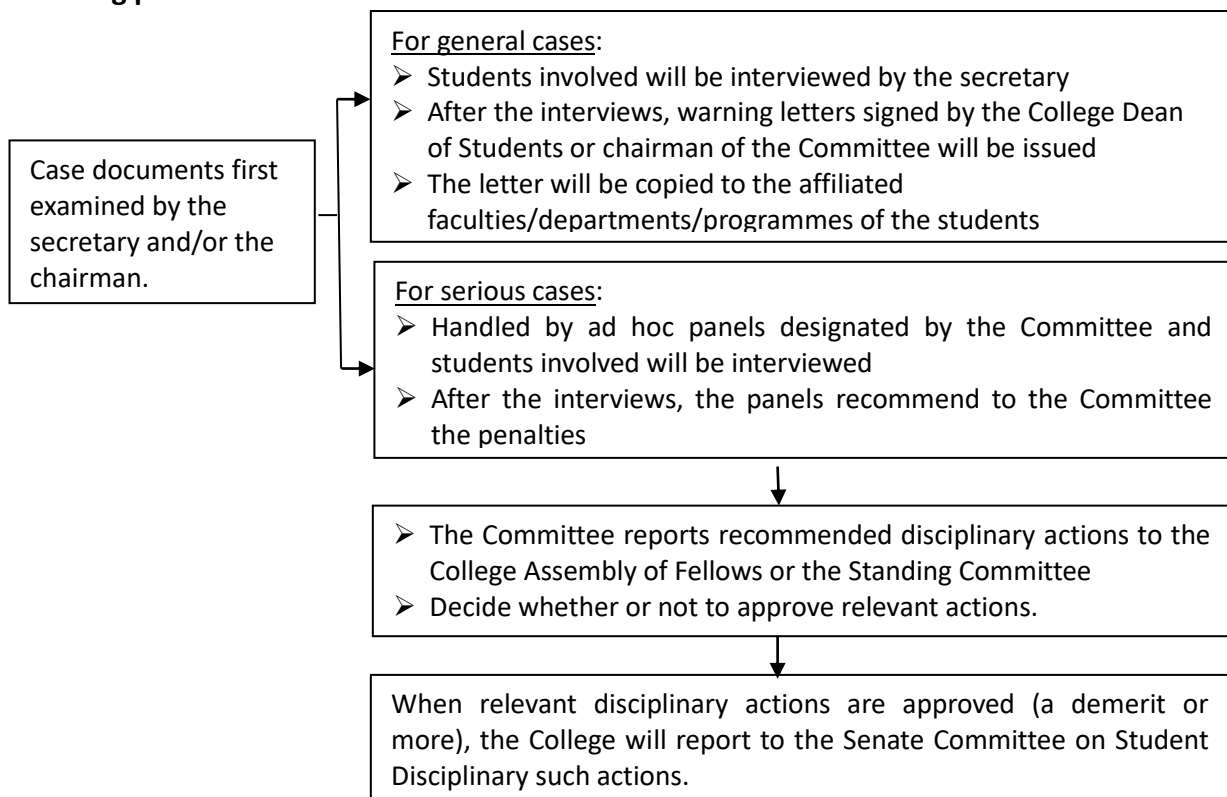 Case documents first
examined by the
secretary and/or the
chairman.
For general cases:
➢ Students involved will be interviewed by the secretary
➢ After the interviews, warning letters signed by the College Dean
of Students or chairman of the Committee will be issued
➢ The letter will be copied to the affiliated
faculties/departments/programmes of the students
For serious cases:
➢ Handled by ad hoc panels designated by the Committee and
students involved will be interviewed
➢ After the interviews, the panels recommend to the Committee
the penalties
➢ The Committee reports recommended disciplinary actions to the
College Assembly of Fellows or the Standing Committee
➢ Decide whether or not to approve relevant actions.
When relevant disciplinary actions are approved (a demerit or
more), the College will report to the Senate Committee on Student
Disciplinary such actions.